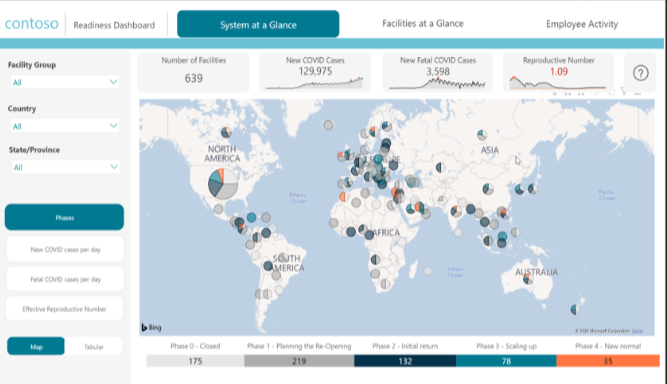 contoso
Readiness Dashboard
System at a Glance
Facilities at a Glance
Employee Activity
Facility Group
All
Country
All
State/Province
All
Phases
New COVID cases per day
Fatal COVID cases per day
Effective Reproductive Number
Map
Tabular
Number of Facilities
639
New COVID Cases
129,975
New Fatal COVID Cases
3,598
Reproductive Number
1.09
?
NORTH
AMERICA
EUROPE
ASIA
Atlantic
Ocean
Pacific
Ocean
AFRICA
SOUTH
AMERICA
Indian
Ocean
AUSTRALIA
Bing
© 2021 Microsoft Corporation Terms
Phase 0 - Closed
Phase 1 - Planning the Re-Opening
Phase 2 - Initial return
Phase 3 - Scaling up
Phase 4 - New normal
175
219
132
78
35